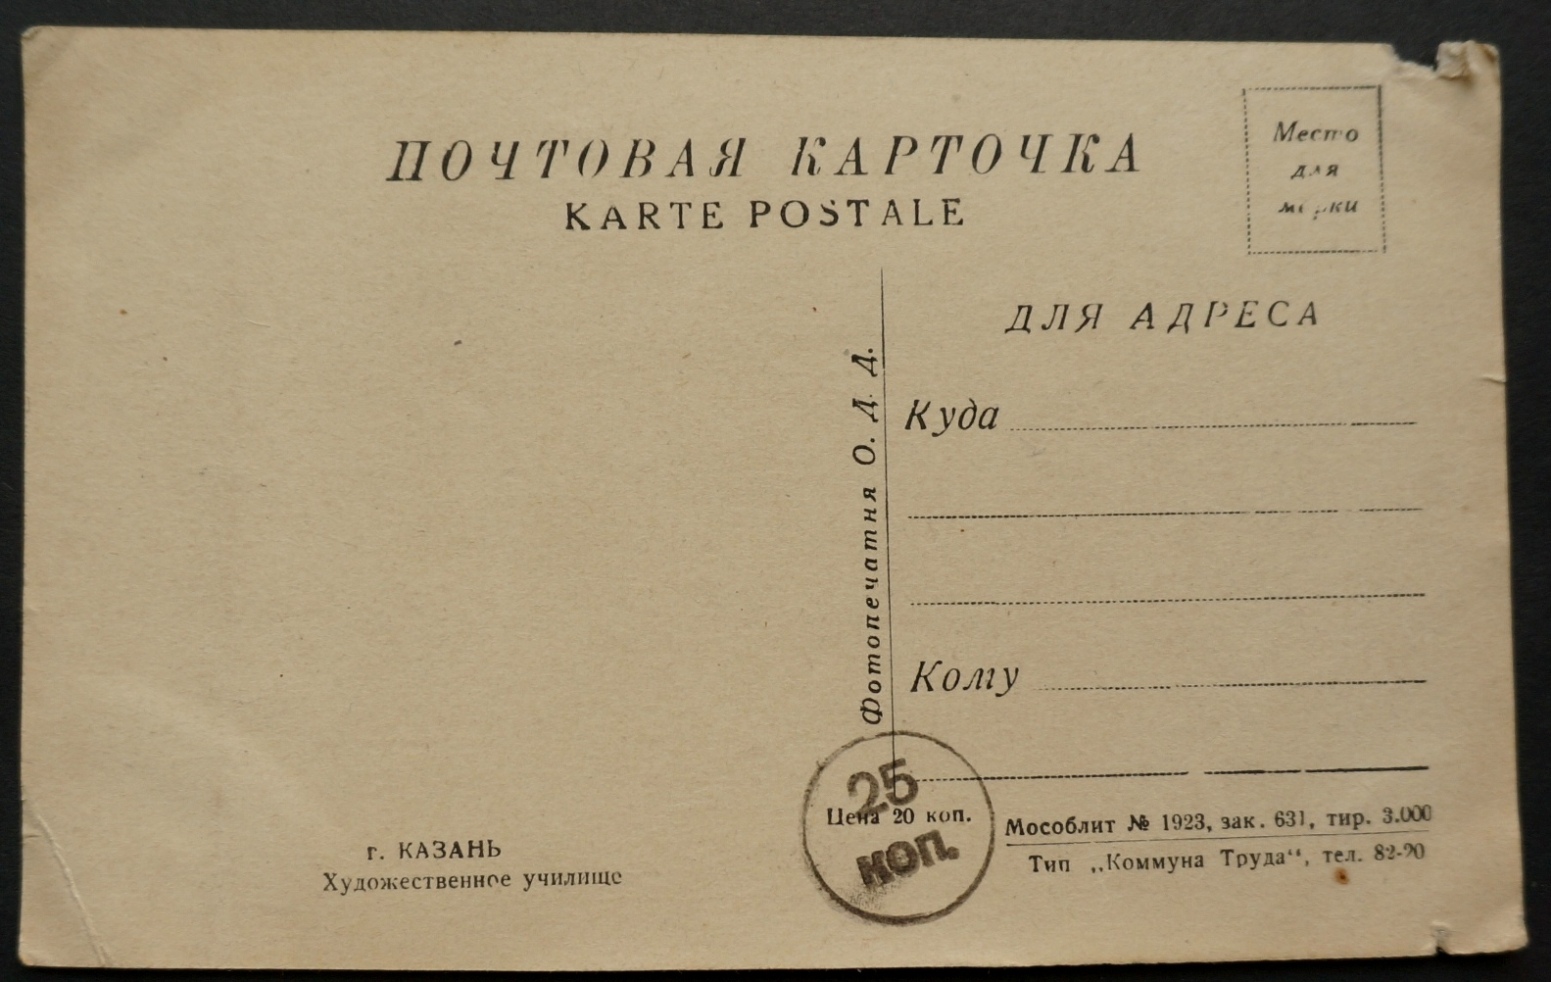 ПОЧТОВАЯ КАРТОЧКА
KARTE POSTALE
Место
для
марки
ДЛЯ АДРЕСА
Куда
Кому
Фотопечатня О. Д. Д.
25
коп.
Цена 20 коп.
Мособлит № 1923, зак. 631, тир. 3.000
Тип „Коммуна Труда“, тел. 82-20
г. КАЗАНЬ
Художественное училище